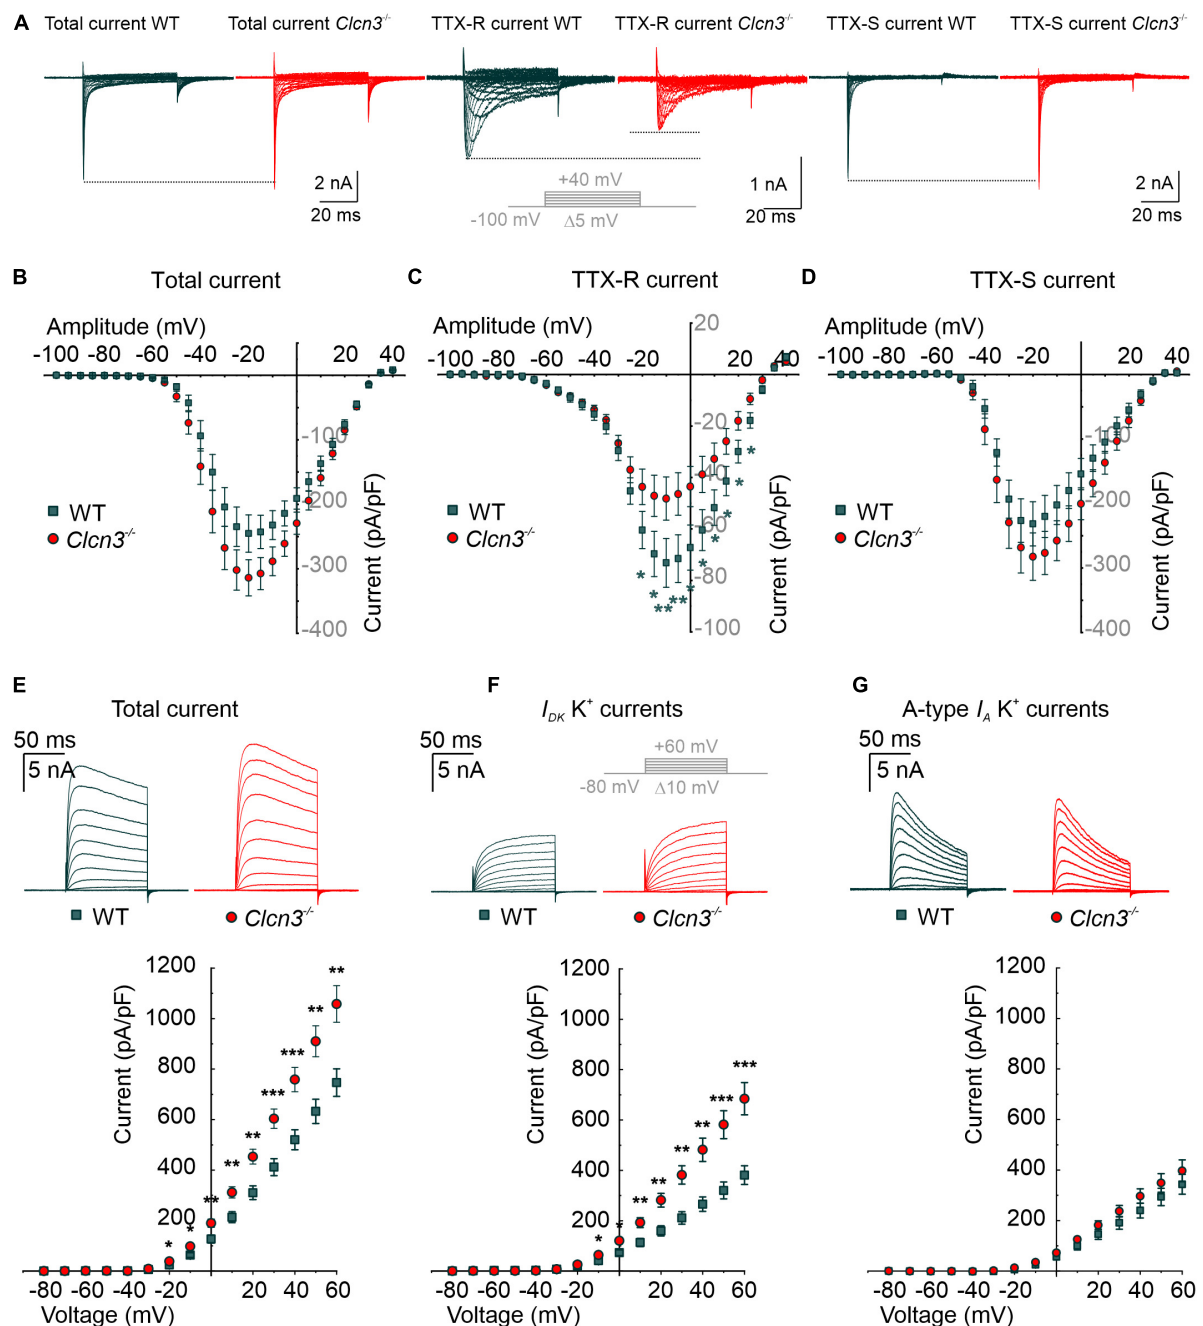 A Total current WT Total current Clcn3-/- TTX-R current WT TTX-R current Clcn3-/- TTX-S current WT TTX-S current Clcn3-/-
2 nA
20 ms
+40 mV
-100 mV Δ5 mV
1 nA
20 ms
2 nA
20 ms
B Total current
Amplitude (mV)
-100 -60 -20 20 40
-100
-200
-300
-400
Current (pA/pF)
WT
Clcn3-/-
C TTX-R current
Amplitude (mV)
-100 -60 -20 20 40
20
-20
-40
-60
-80
-100
Current (pA/pF)
WT
Clcn3-/-
* * ** ** * * * * * *
D TTX-S current
Amplitude (mV)
-100 -60 -20 20 40
-100
-200
-300
-400
Current (pA/pF)
WT
Clcn3-/-
E Total current
50 ms
5 nA
WT Clcn3-/-
Current (pA/pF)
1200
1000
800
600
400
200
* * ** ** ** *** *** ** **
-80 -60 -40 -20 20 40 60
Voltage (mV)
F IDK K+ currents
50 ms
5 nA
+60 mV
-80 mV Δ10 mV
WT Clcn3-/-
Current (pA/pF)
1200
1000
800
600
400
200
* * ** ** ** ** *** ***
-80 -60 -40 -20 20 40 60
Voltage (mV)
G A-type IA K+ currents
50 ms
5 nA
WT Clcn3-/-
Current (pA/pF)
1200
1000
800
600
400
200
-80 -60 -40 -20 20 40 60
Voltage (mV)